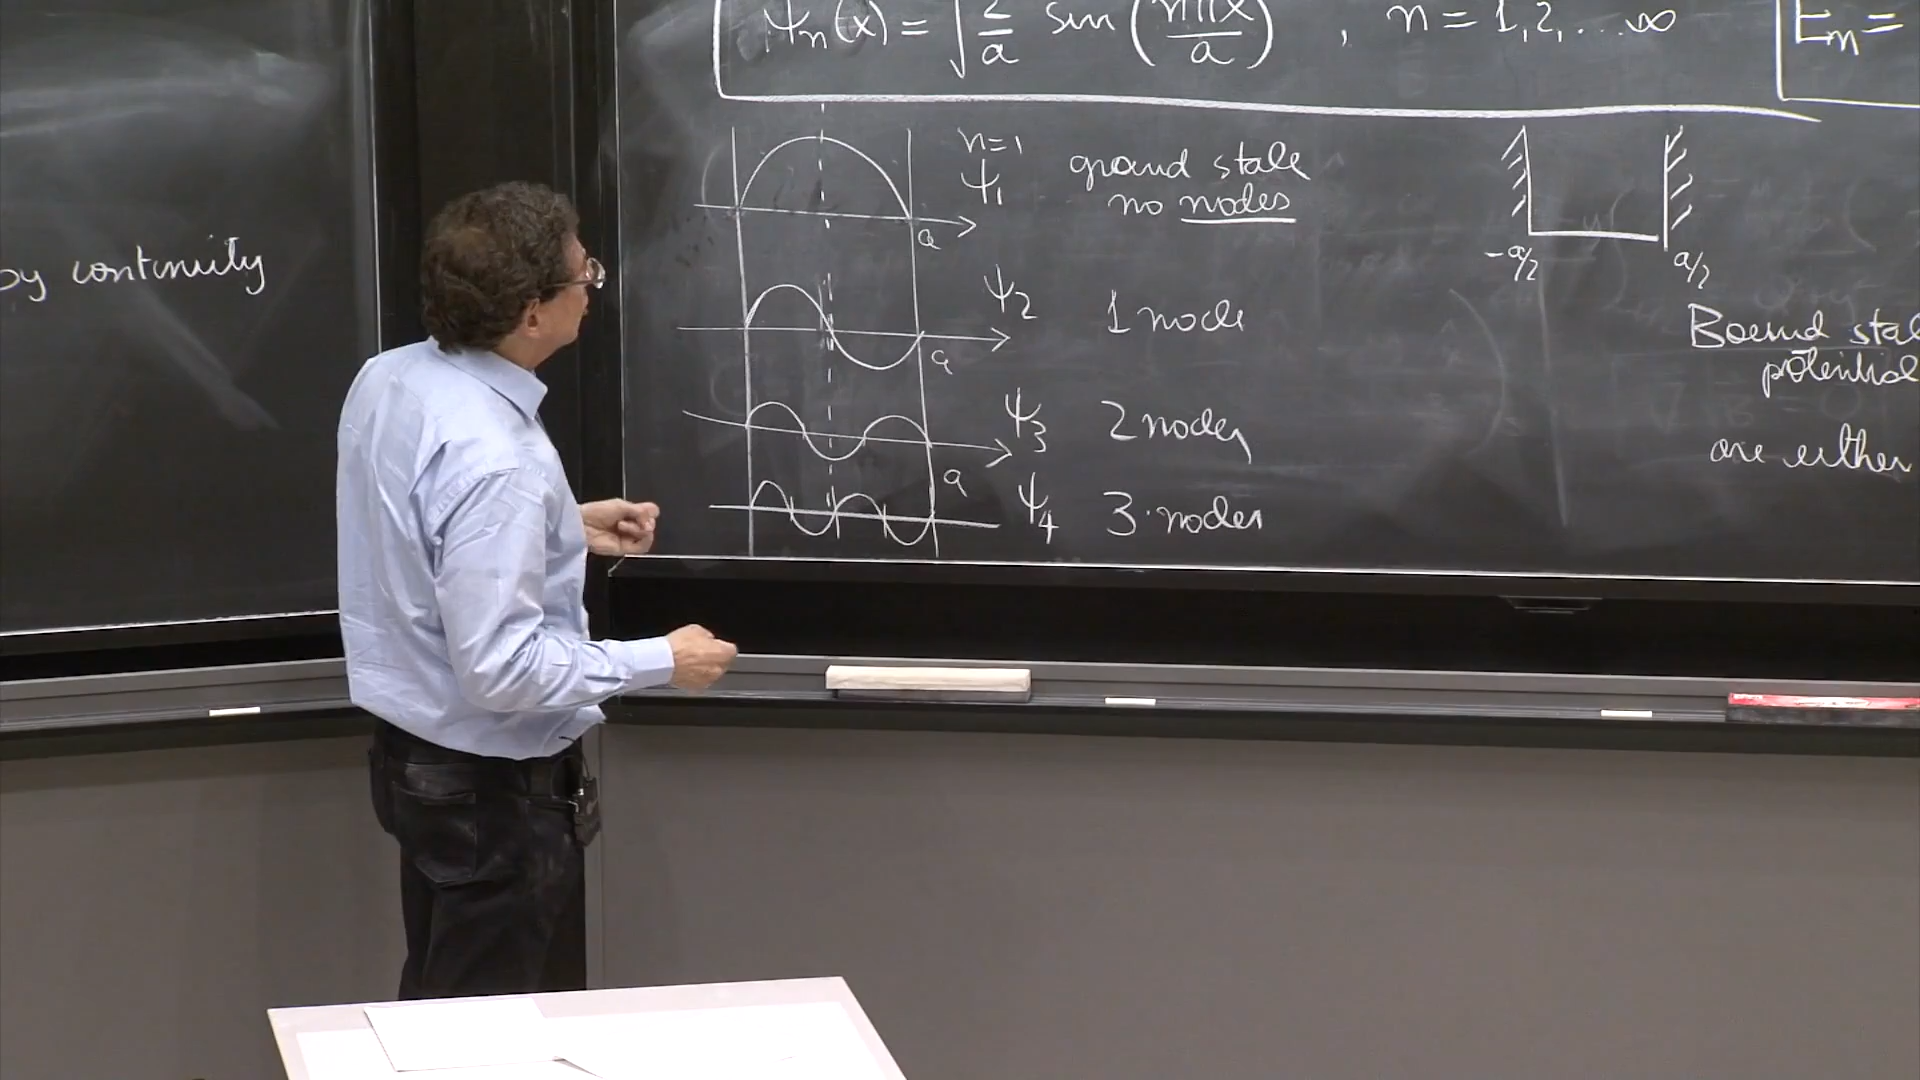 by continuity
ψₙ(x) = √(2/a) sin(nπx/a) , n = 1,2,...∞
Eₙ =
n=1
ψ₁
ground state
no nodes
a
ψ₂
1 node
a
ψ₃
2 nodes
a
ψ₄
3 nodes
-a/2
a/2
Bound stat
potential
are either